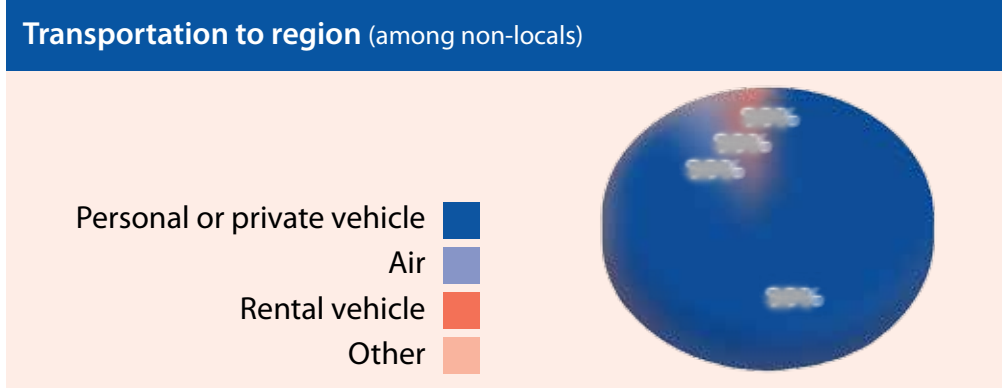 Transportation to region (among non-locals)
Personal or private vehicle
Air
Rental vehicle
Other